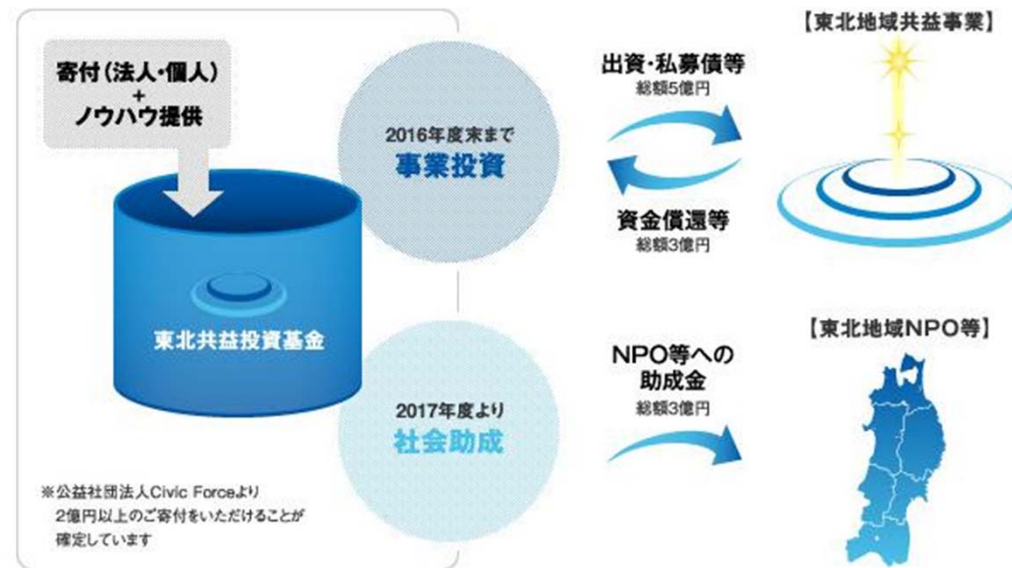 寄付(法人・個人)
+
ノウハウ提供
東北共益投資基金
※公益社団法人Civic Forceより
2億円以上のご寄付をいただけることが
確定しています
2016年度末まで
事業投資
2017年度より
社会助成
出資・私募債等
総額5億円
資金償還等
総額3億円
【東北地域共益事業】
NPO等への
助成金
総額3億円
【東北地域NPO等】